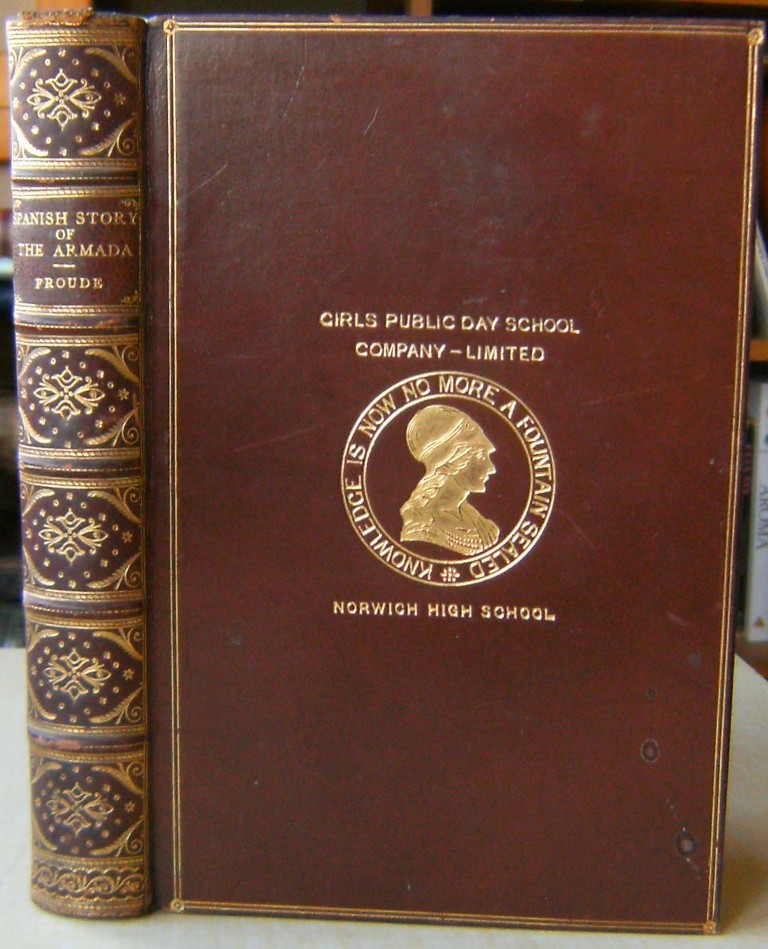 SPANISH STORY
OF
THE ARMADA
FROUDE
GIRLS PUBLIC DAY SCHOOL
COMPANY – LIMITED
KNOWLEDGE IS NOW NO MORE A FOUNTAIN SEALED
NORWICH HIGH SCHOOL
AROMA